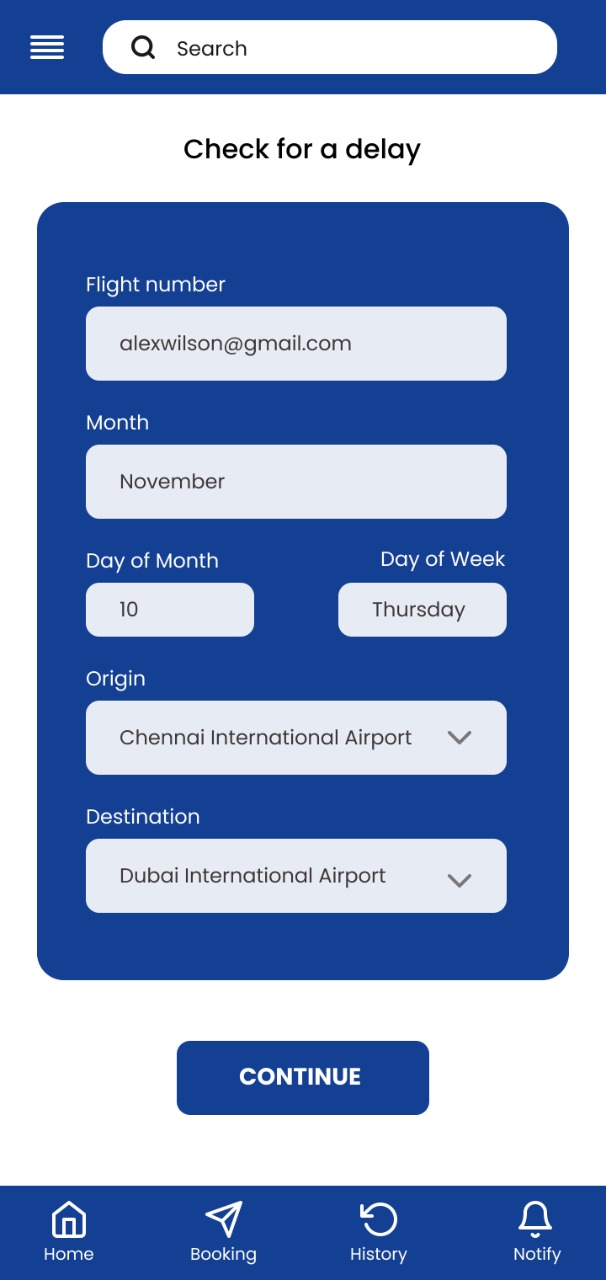 Search
Check for a delay
Flight number
alexwilson@gmail.com
Month
November
Day of Month
Day of Week
10
Thursday
Origin
Chennai International Airport
Destination
Dubai International Airport
CONTINUE
Home
Booking
History
Notify